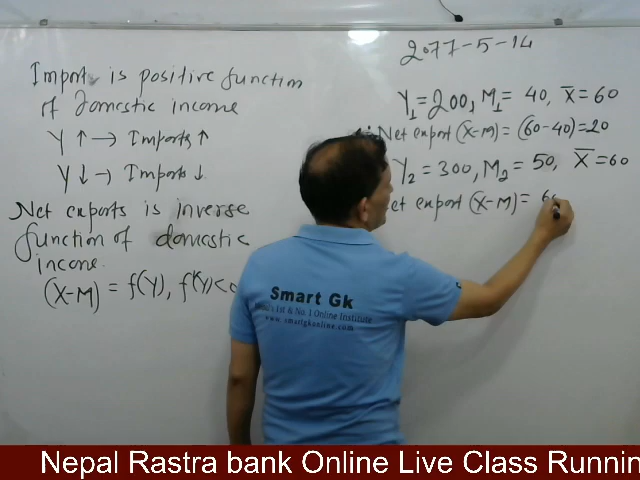 2077-5-14
Import is positive function
of domestic income
Y ↑ → Imports ↑
Y ↓ → Imports ↓
Net exports is inverse
function of domestic
income.
(X-M) = f(Y), f'(Y)<0
Y₁=200, M₁= 40, X̅=60
Net export (X-M) = (60-40)=20
Y₂=300, M₂=50, X̅=60
et export (X-M)= 60
Smart Gk
1st & No. 1 Online Institute
www.smartgkonline.com
Nepal Rastra bank Online Live Class Runnin